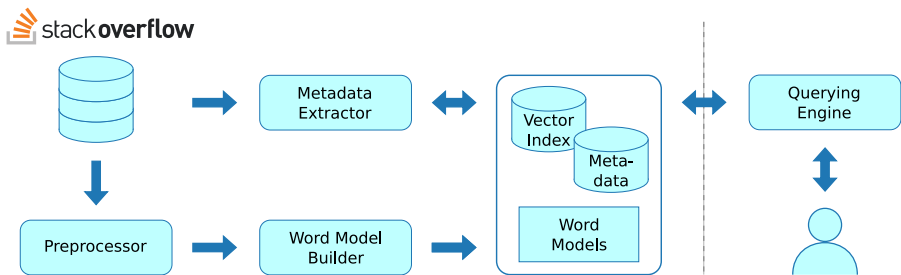 stackoverflow
Metadata
Extractor
Vector
Index
Meta-
data
Querying
Engine
Preprocessor
Word Model
Builder
Word
Models